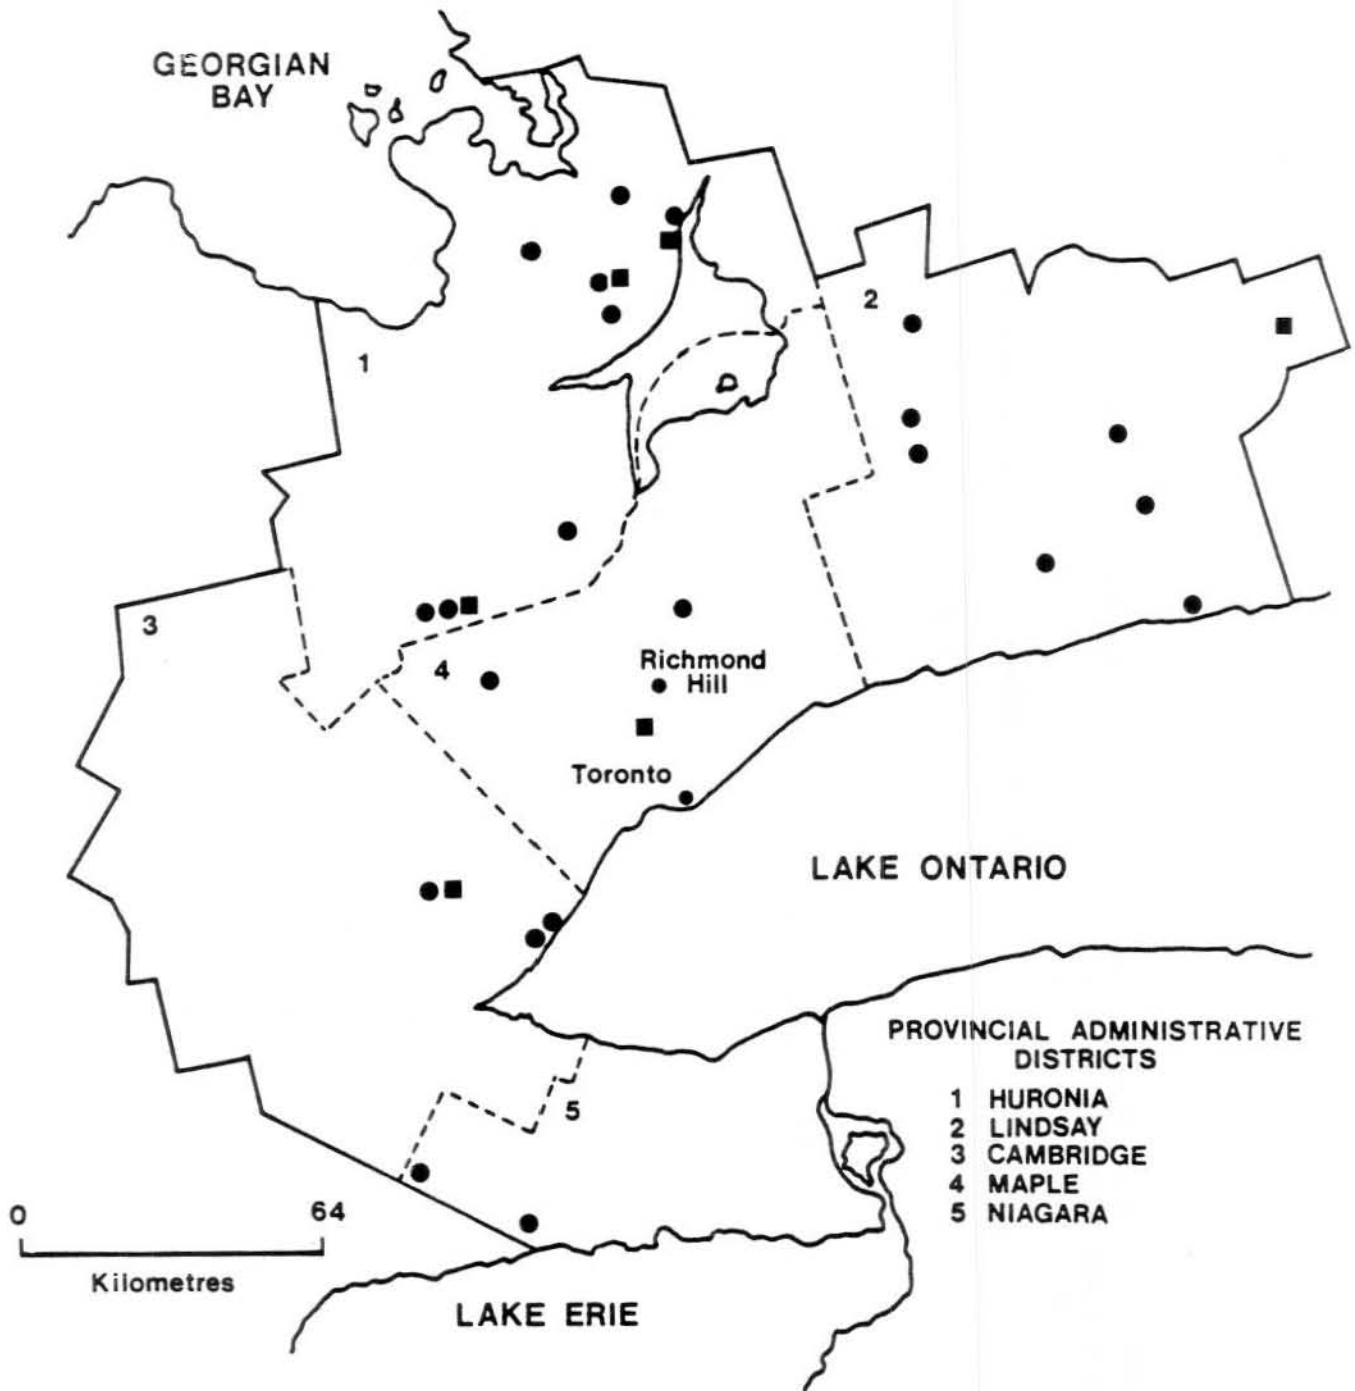 GEORGIAN
BAY
2
1
3
Richmond
4
Hill
Toronto
LAKE ONTARIO
PROVINCIAL ADMINISTRATIVE
DISTRICTS
1 HURONIA
5
2 LINDSAY
3 CAMBRIDGE
4 MAPLE
0 64
5 NIAGARA
Kilometres
LAKE ERIE